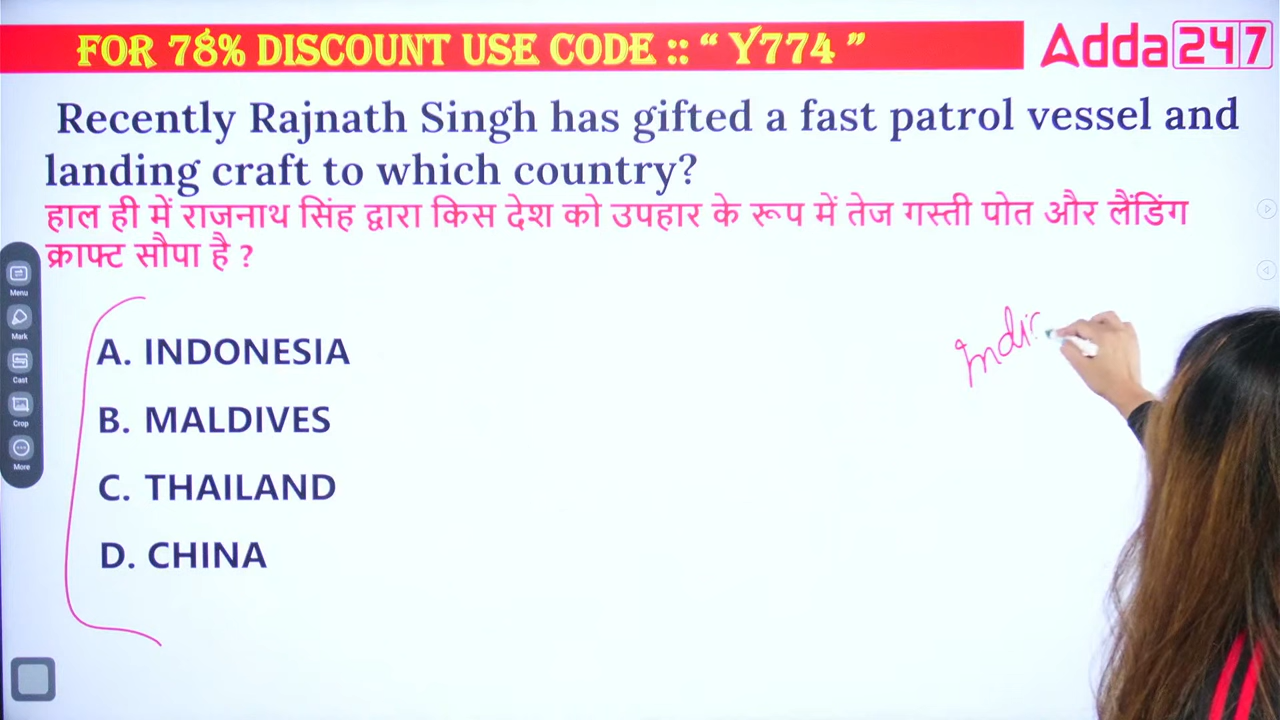 FOR 78% DISCOUNT USE CODE :: “ Y774 ”
Adda247
Recently Rajnath Singh has gifted a fast patrol vessel and
landing craft to which country?
हाल ही में राजनाथ सिंह द्वारा किस देश को उपहार के रूप में तेज गस्ती पोत और लैंडिंग
क्राफ्ट सौपा है ?
Menu
Mark
Cast
Crop
More
A. INDONESIA
B. MALDIVES
C. THAILAND
D. CHINA